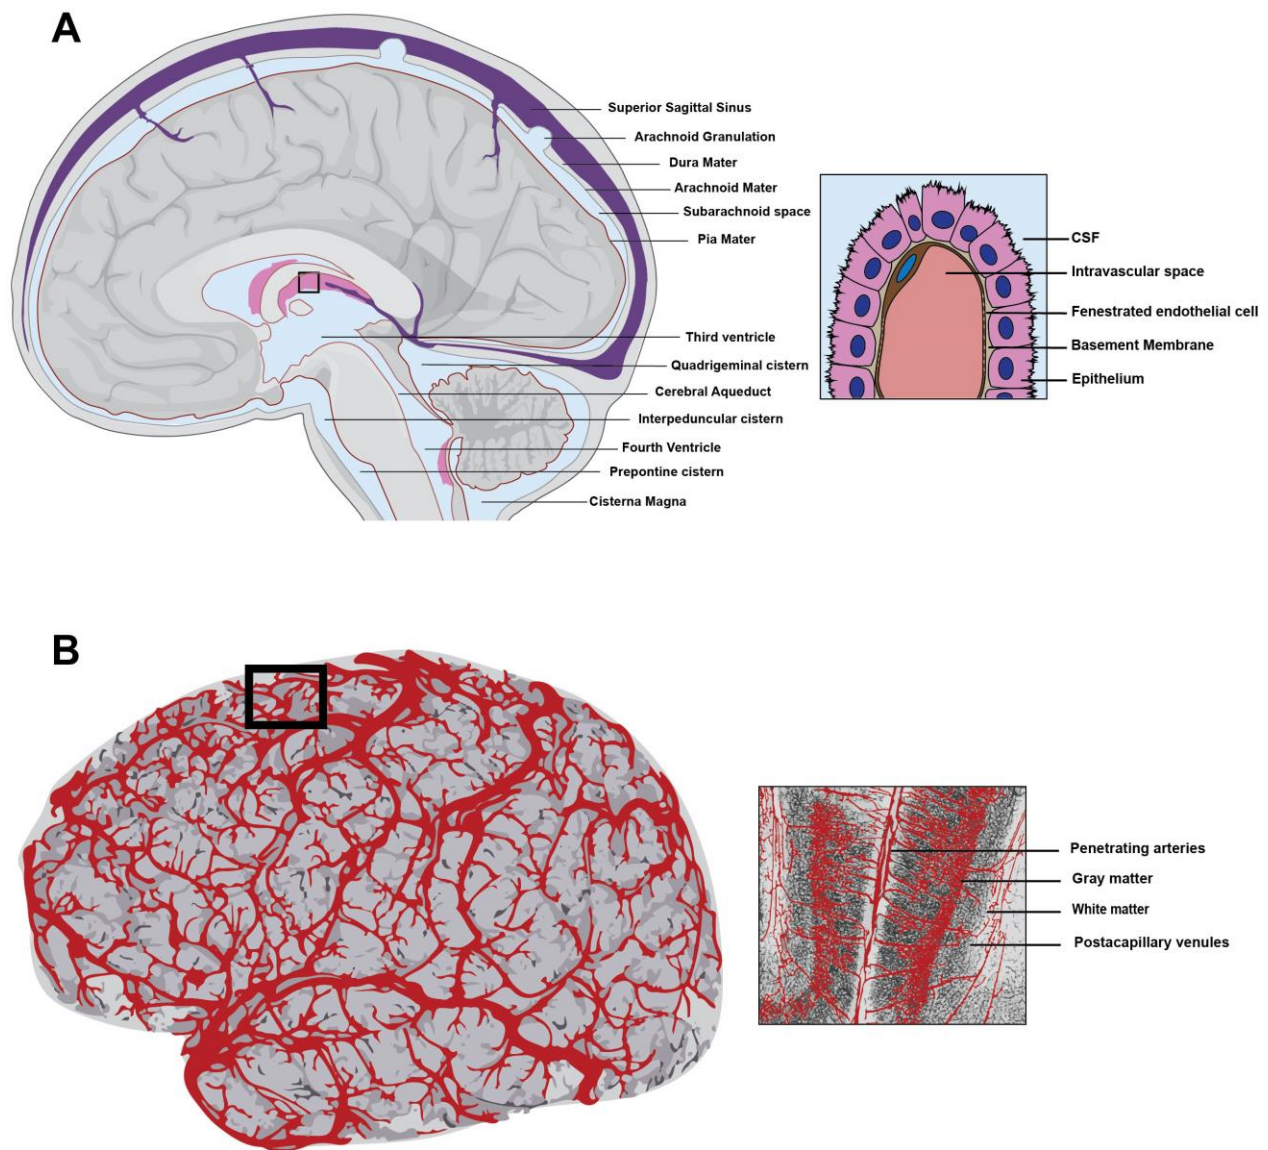 A
Superior Sagittal Sinus
Arachnoid Granulation
Dura Mater
Arachnoid Mater
Subarachnoid space
Pia Mater
Third ventricle
Quadrigeminal cistern
Cerebral Aqueduct
Interpeduncular cistern
Fourth Ventricle
Prepontine cistern
Cisterna Magna
CSF
Intravascular space
Fenestrated endothelial cell
Basement Membrane
Epithelium
B
Penetrating arteries
Gray matter
White matter
Postacapillary venules